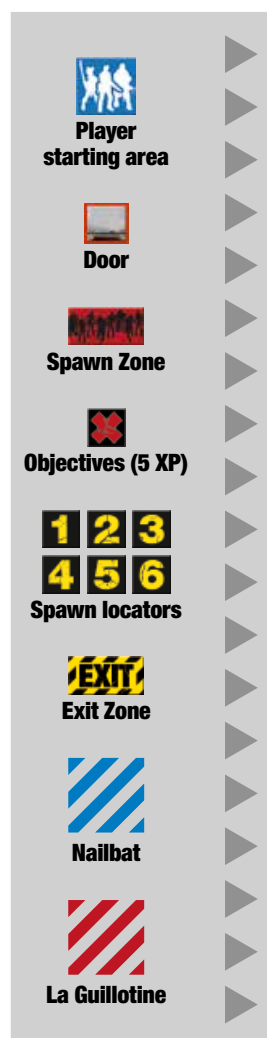 Player
starting area
Door
Spawn Zone
Objectives (5 XP)
1 2 3
4 5 6
Spawn locators
EXIT
Exit Zone
Nailbat
La Guillotine